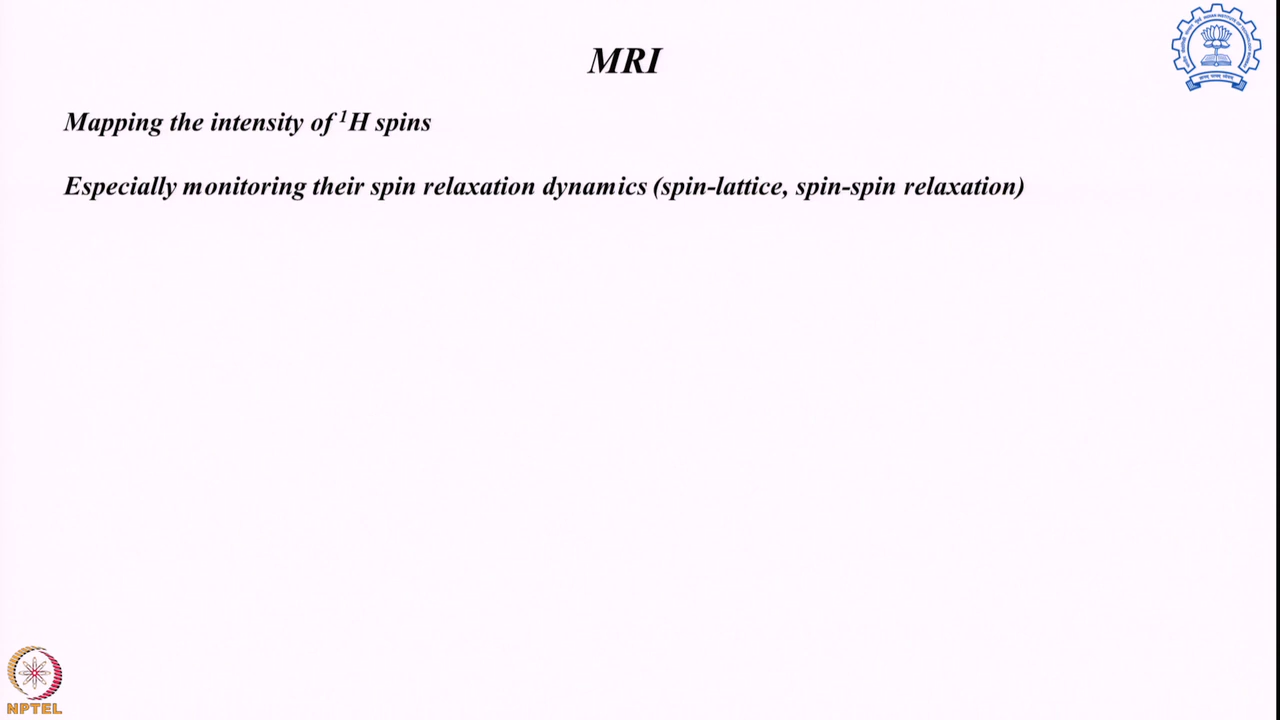 MRI
Mapping the intensity of ¹H spins
Especially monitoring their spin relaxation dynamics (spin-lattice, spin-spin relaxation)
NPTEL